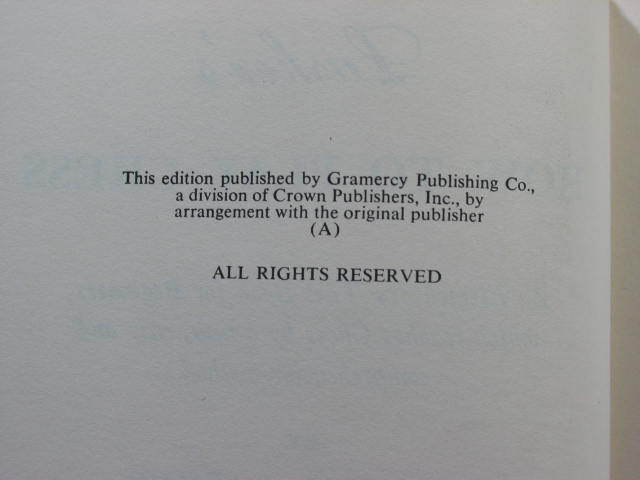 This edition published by Gramercy Publishing Co.,
a division of Crown Publishers, Inc., by
arrangement with the original publisher
(A)
ALL RIGHTS RESERVED